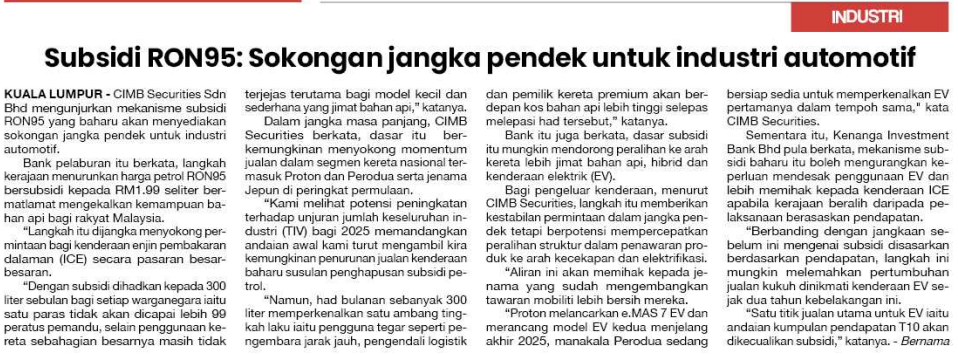 INDUSTRI
Subsidi RON95: Sokongan jangka pendek untuk industri automotif
KUALA LUMPUR - CIMB Securities Sdn
Bhd mengunjurkan mekanisme subsidi
RON95 yang baharu akan menyediakan
sokongan jangka pendek untuk industri
automotif.
Bank pelaburan itu berkata, langkah
kerajaan menurunkan harga petrol RON95
bersubsidi kepada RM1.99 seliter ber-
matlamat mengekalkan kemampuan ba-
han api bagi rakyat Malaysia.
“Langkah itu dijangka menyokong per-
mintaan bagi kenderaan enjin pembakaran
dalaman (ICE) secara pasaran besar-
besaran.
“Dengan subsidi dihadkan kepada 300
liter sebulan bagi setiap warganegara iaitu
satu paras tidak akan dicapai lebih 99
peratus pemandu, selain penggunaan ke-
reta sebahagian besarnya masih tidak
terjejas terutama bagi model kecil dan
sederhana yang jimat bahan api,” katanya.
Dalam jangka masa panjang, CIMB
Securities berkata, dasar itu ber-
kemungkinan menyokong momentum
jualan dalam segmen kereta nasional ter-
masuk Proton dan Perodua serta jenama
Jepun di peringkat permulaan.
“Kami melihat potensi peningkatan
terhadap unjuran jumlah keseluruhan in-
dustri (TIV) bagi 2025 memandangkan
andaian awal kami turut mengambil kira
kemungkinan penurunan jualan kenderaan
baharu susulan penghapusan subsidi pe-
trol.
“Namun, had bulanan sebanyak 300
liter memperkenalkan satu ambang ting-
kah laku iaitu pengguna tegar seperti pe-
ngembara jarak jauh, pengendali logistik
dan pemilik kereta premium akan ber-
depan kos bahan api lebih tinggi selepas
melepasi had tersebut,” katanya.
Bank itu juga berkata, dasar subsidi
itu mungkin mendorong peralihan ke arah
kereta lebih jimat bahan api, hibrid dan
kenderaan elektrik (EV).
Bagi pengeluar kenderaan, menurut
CIMB Securities, langkah itu memberikan
kestabilan permintaan dalam jangka pen-
dek tetapi berpotensi mempercepatkan
peralihan struktur dalam penawaran pro-
duk ke arah kecekapan dan elektrifikasi.
“Aliran ini akan memihak kepada je-
nama yang sudah mengembangkan
tawaran mobiliti lebih bersih mereka.
“Proton melancarkan e.MAS 7 EV dan
merancang model EV kedua menjelang
akhir 2025, manakala Perodua sedang
bersiap sedia untuk memperkenalkan EV
pertamanya dalam tempoh sama," kata
CIMB Securities.
Sementara itu, Kenanga Investment
Bank Bhd pula berkata, mekanisme sub-
sidi baharu itu boleh mengurangkan ke-
perluan mendesak penggunaan EV dan
lebih memihak kepada kenderaan ICE
apabila kerajaan beralih daripada pe-
laksanaan berasaskan pendapatan.
“Berbanding dengan jangkaan se-
belum ini mengenai subsidi disasarkan
berdasarkan pendapatan, langkah ini
mungkin melemahkan pertumbuhan
jualan kukuh dinikmati kenderaan EV se-
jak dua tahun kebelakangan ini.
“Satu titik jualan utama untuk EV iaitu
andaian kumpulan pendapatan T10 akan
dikecualikan subsidi,” katanya. - Bernama